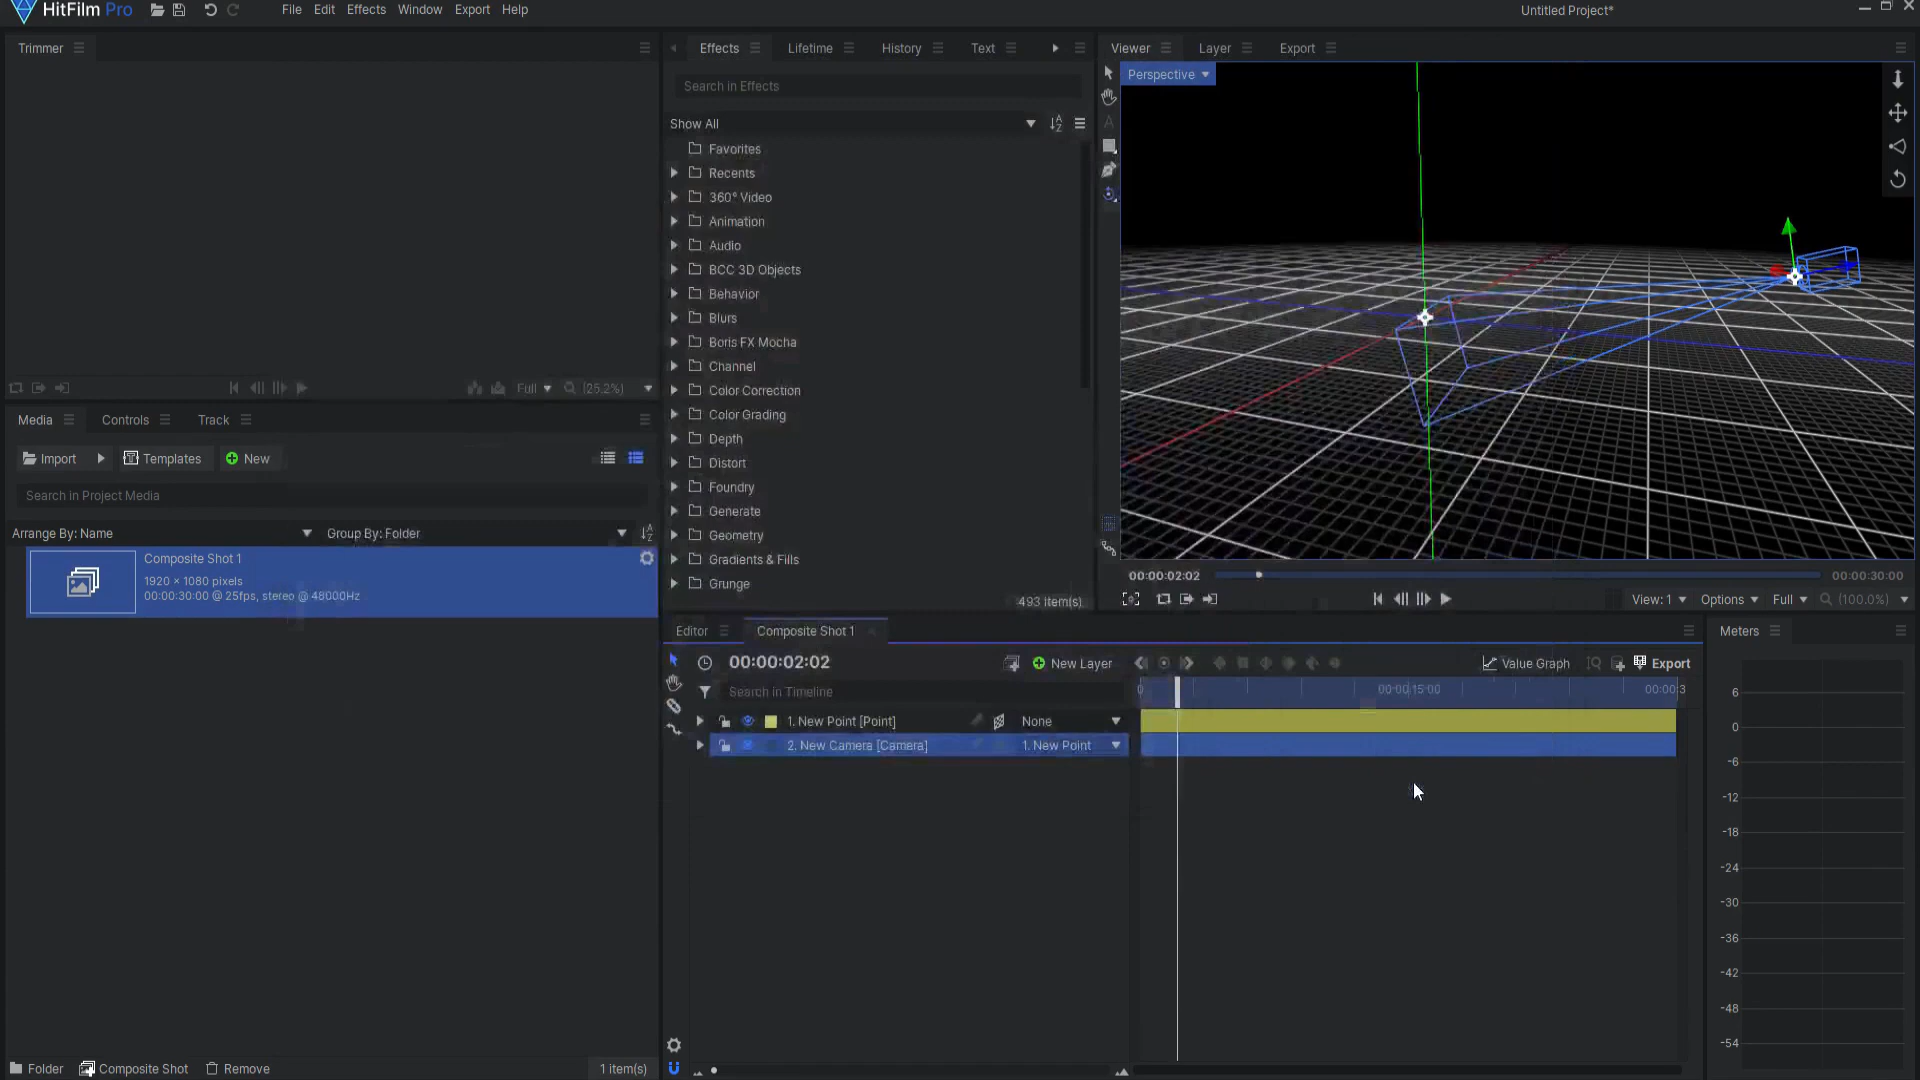 HitFilm Pro
File Edit Effects Window Export Help
Untitled Project*
Trimmer
Full (25.2%)
Media Controls Track
Import Templates New
Search in Project Media
Arrange By: Name Group By: Folder
Composite Shot 1
1920 × 1080 pixels
00:00:30:00 @ 25fps, stereo @ 48000Hz
Folder Composite Shot Remove 1 item(s)
Effects Lifetime History Text
Search in Effects
Show All
Favorites
Recents
360° Video
Animation
Audio
BCC 3D Objects
Behavior
Blurs
Boris FX Mocha
Channel
Color Correction
Color Grading
Depth
Distort
Foundry
Generate
Geometry
Gradients & Fills
Grunge
493 item(s)
Viewer Layer Export
Perspective
00:00:02:02 00:00:30:00
View: 1 Options Full (100.0%)
Editor Composite Shot 1
00:00:02:02 New Layer Value Graph Export
Search in Timeline
0 00:00:15:00 00:00:3
1. New Point [Point] None
2. New Camera [Camera] 1. New Point
Meters
6
0
-6
-12
-18
-24
-30
-36
-42
-48
-54